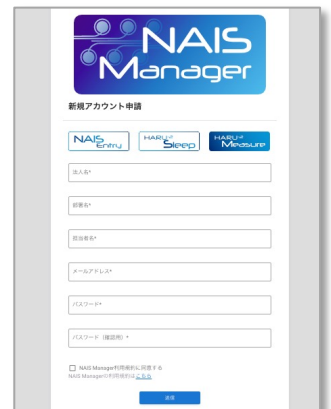 NAIS
Manager
新規アカウント申請
NAIS Entry
HARU Sleep
HARU Measure
法人名*
部署名*
担当者名*
メールアドレス*
パスワード*
パスワード（確認用）*
NAIS Manager利用規約に同意する
NAIS Managerの利用規約はこちら
送信